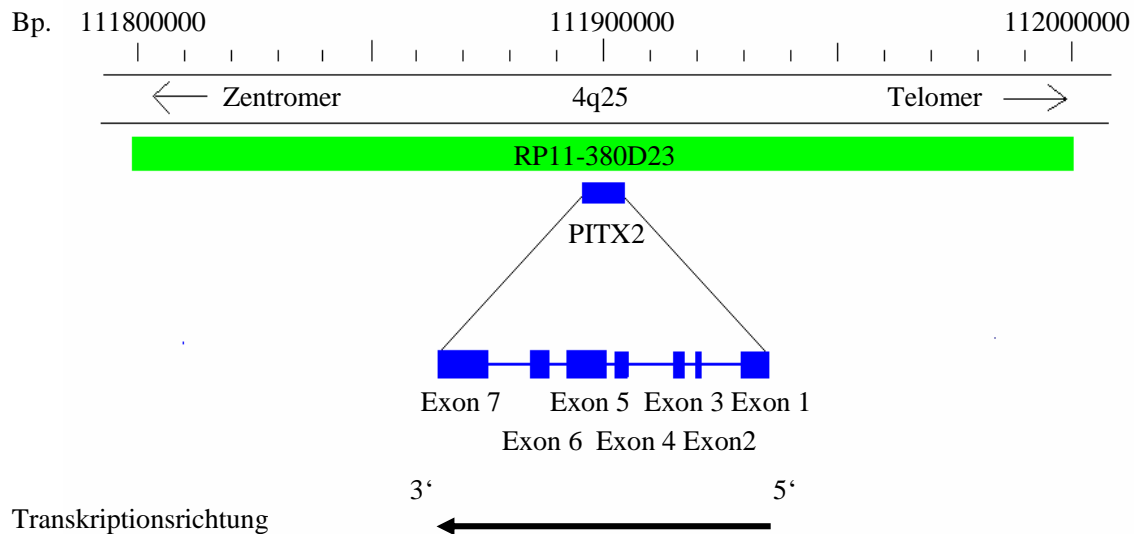 Bp. 111800000 111900000 112000000
Zentromer 4q25 Telomer
RP11-380D23
PITX2
Exon 7 Exon 5 Exon 3 Exon 1
Exon 6 Exon 4 Exon2
3‘ 5‘
Transkriptionsrichtung